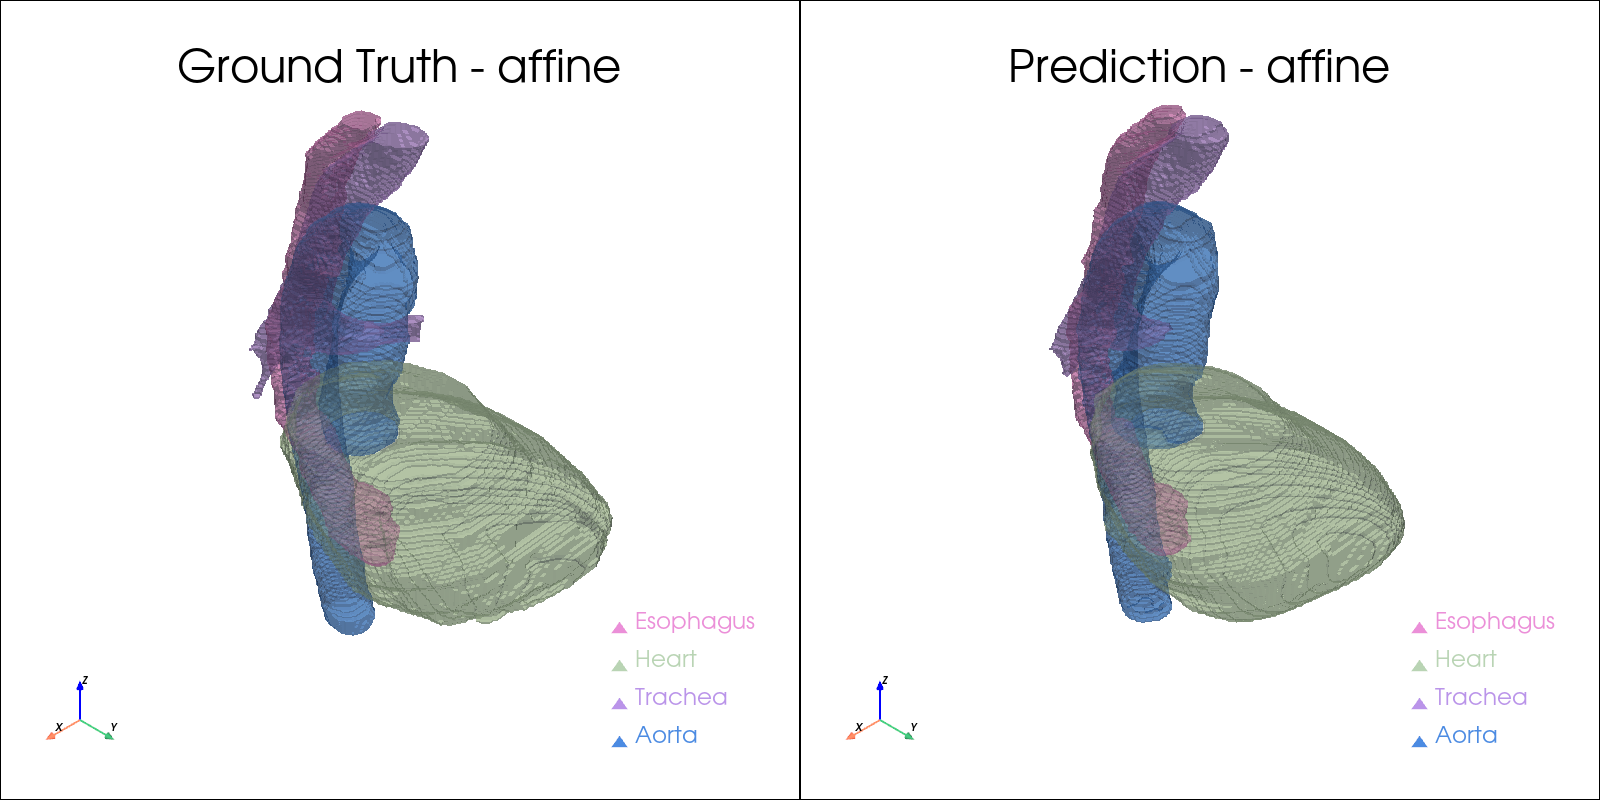 Ground Truth - affine
Esophagus
Heart
Trachea
Aorta
Z
X
Y
Prediction - affine
Esophagus
Heart
Trachea
Aorta
Z
X
Y